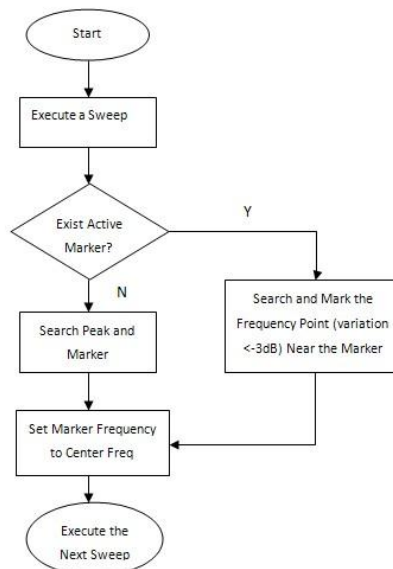 Start
Execute a Sweep
Exist Active
Marker?
Y
N
Search Peak and
Marker
Search and Mark the
Frequency Point (variation
<-3dB) Near the Marker
Set Marker Frequency
to Center Freq
Execute the
Next Sweep